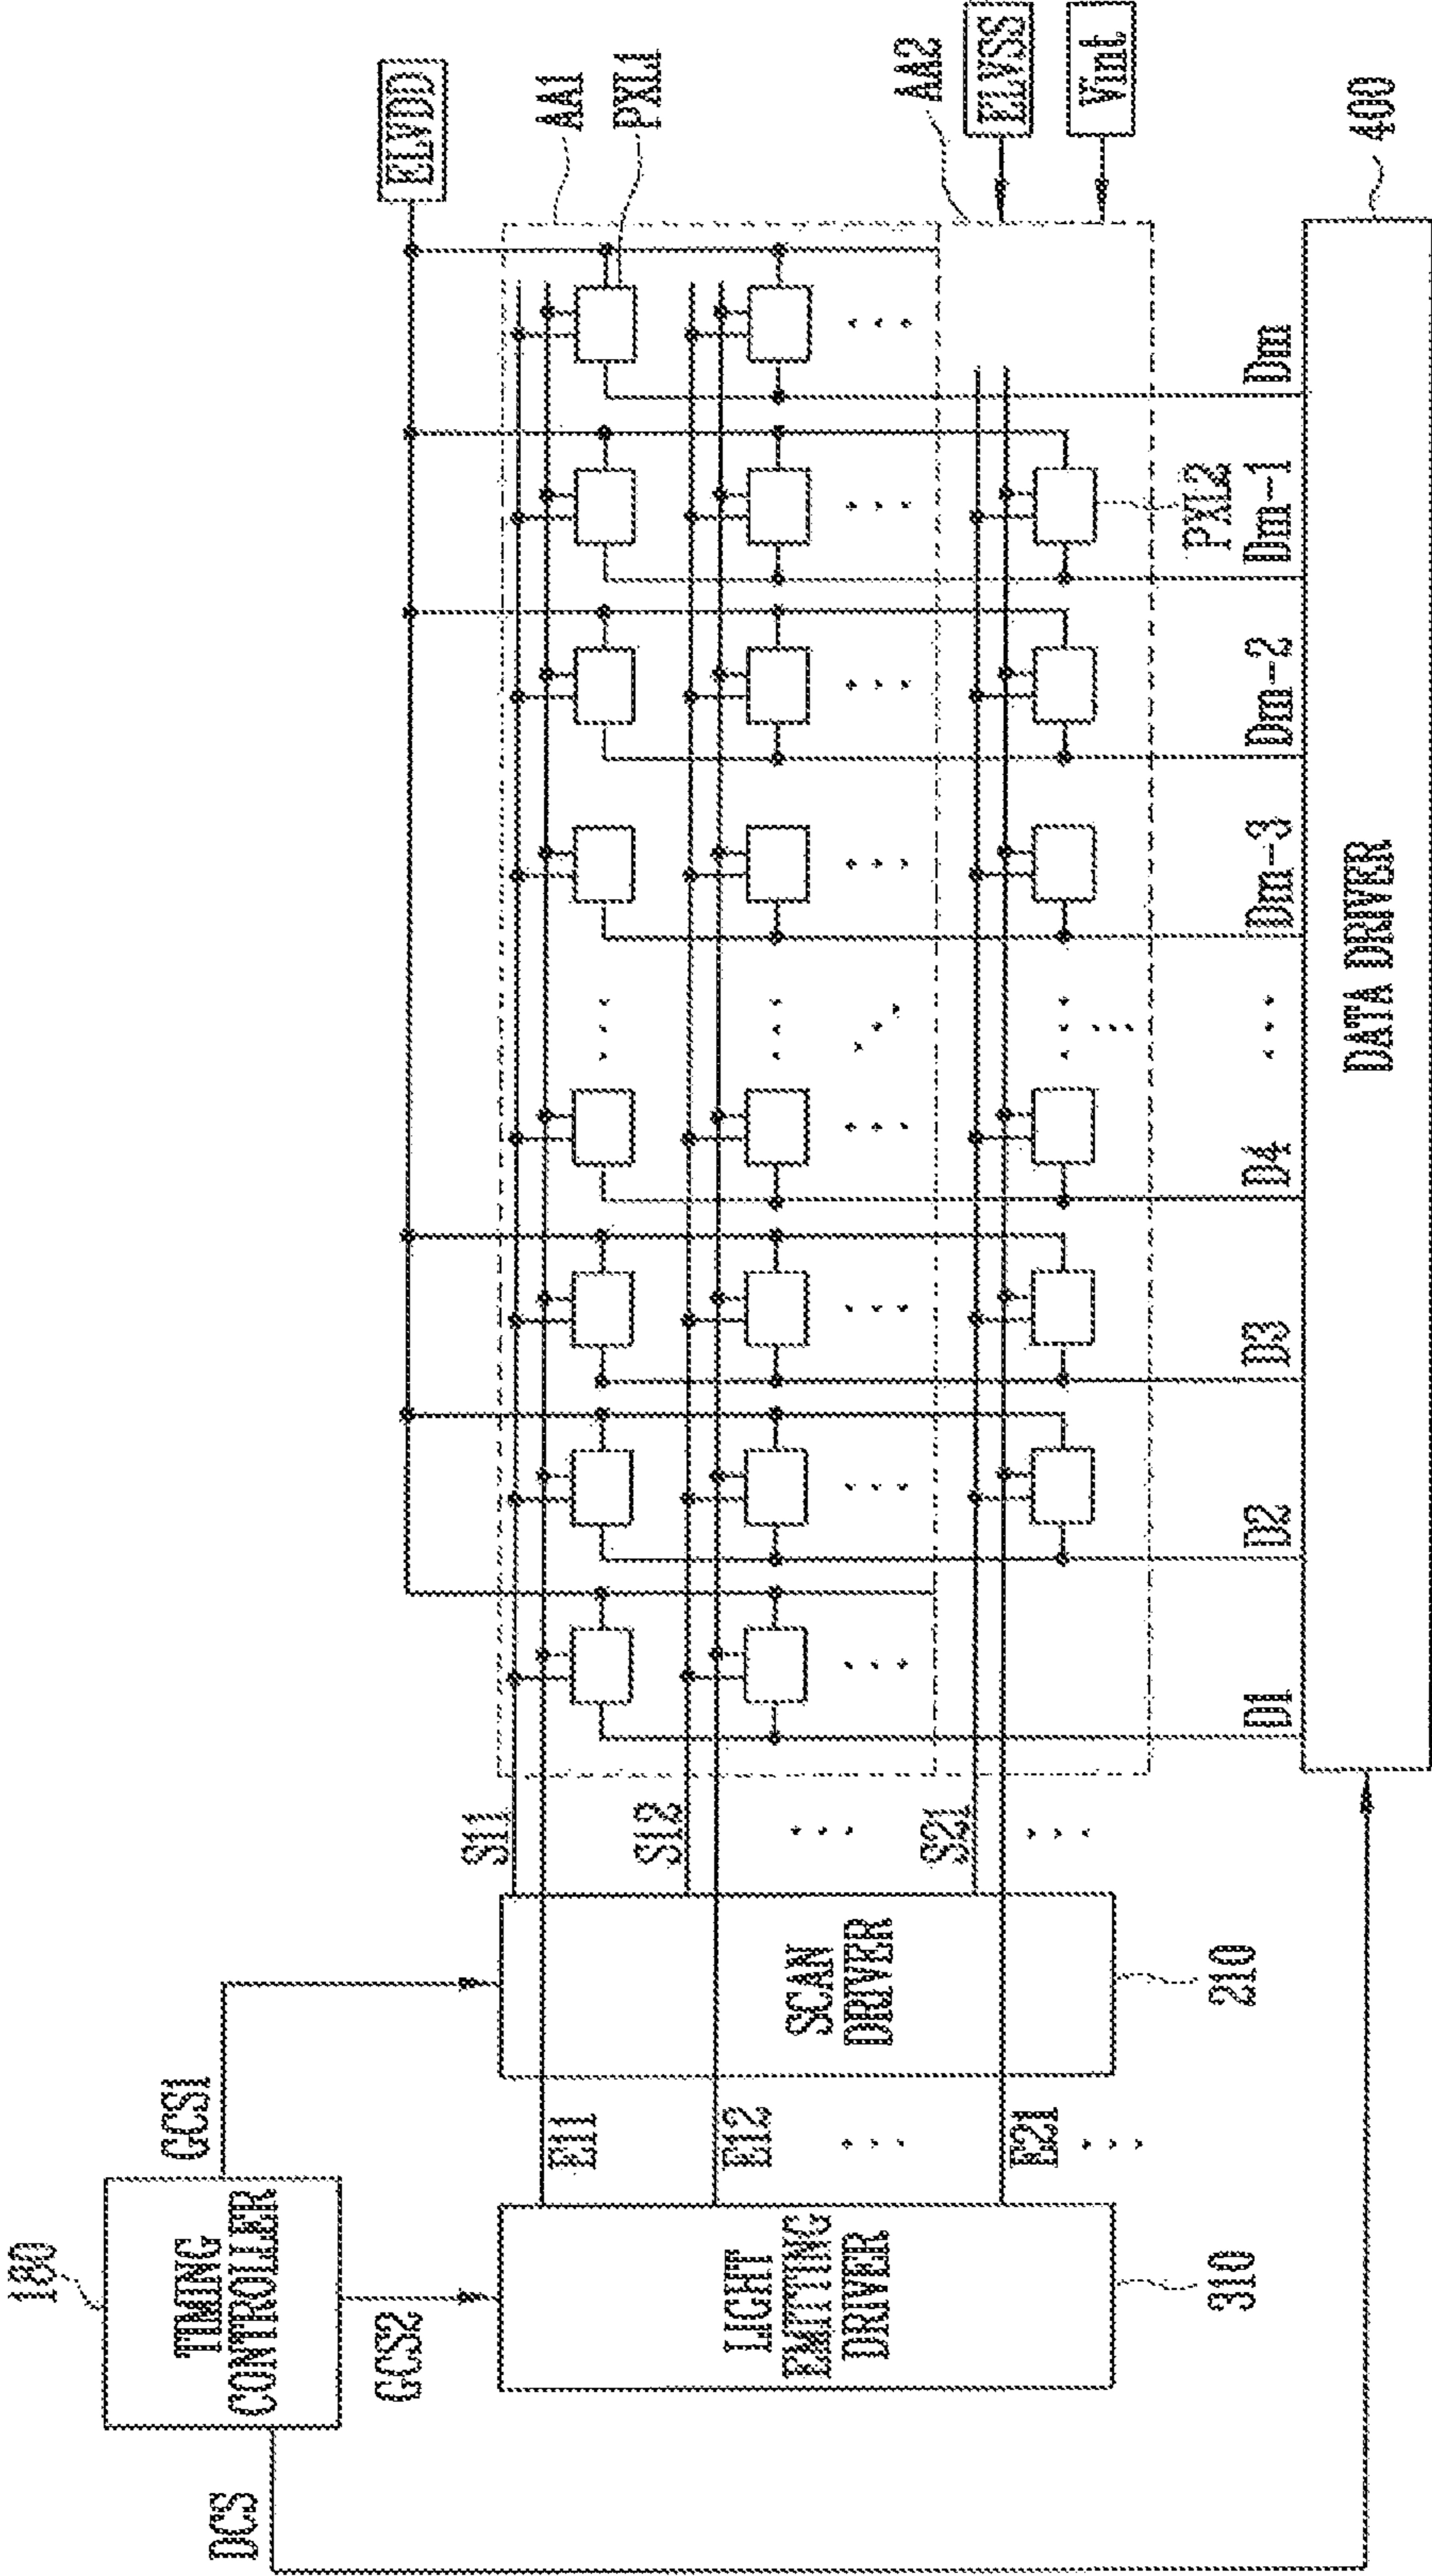 180
TIMING
CONTROLLER
DCS
GCS1
GCS2
ELVDD
LIGHT
EMITTING
DRIVER
310
SCAN
DRIVER
210
E11
E12
E21
S11
S12
S21
AA1
PXL1
AA2
ELVSS
Vint
PXL2
D1
D2
D3
D4
Dm-3
Dm-2
Dm-1
Dm
DATA DRIVER
400